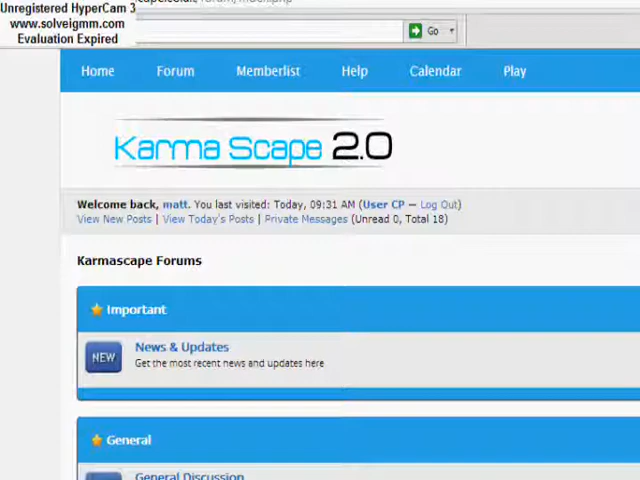 Unregistered HyperCam 3
www.solveigmm.com
Evaluation Expired
Go
Home Forum Memberlist Help Calendar Play
Karma Scape 2.0
Welcome back, matt. You last visited: Today, 09:31 AM (User CP — Log Out)
View New Posts | View Today's Posts | Private Messages (Unread 0, Total 18)
Karmascape Forums
Important
NEW
News & Updates
Get the most recent news and updates here
General
General Discussion